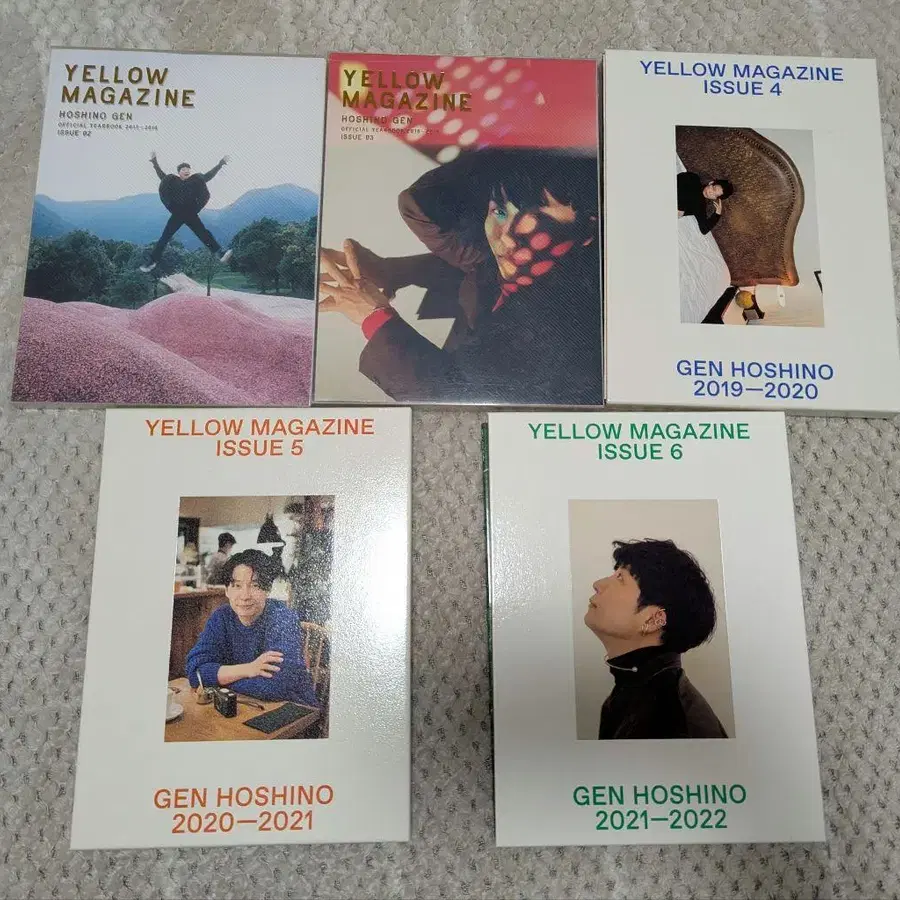 YELLOW
MAGAZINE
HOSHINO GEN
OFFICIAL YEARBOOK
ISSUE 02
YELLOW
MAGAZINE
HOSHINO GEN
OFFICIAL YEARBOOK
ISSUE 03
YELLOW MAGAZINE
ISSUE 4
GEN HOSHINO
2019—2020
YELLOW MAGAZINE
ISSUE 5
GEN HOSHINO
2020—2021
YELLOW MAGAZINE
ISSUE 6
GEN HOSHINO
2021—2022